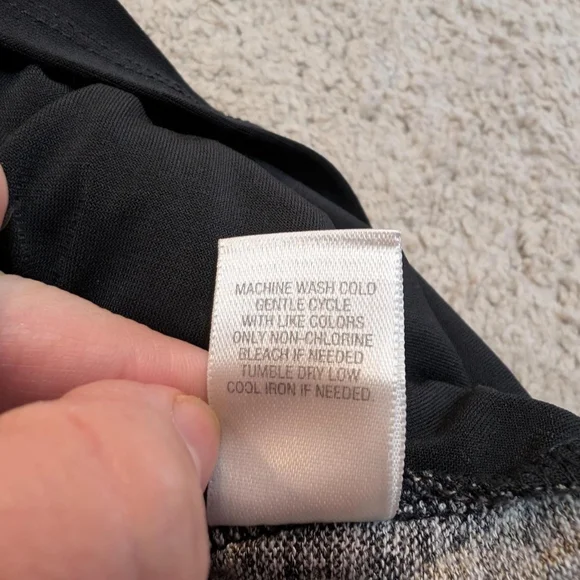 MACHINE WASH COLD
GENTLE CYCLE
WITH LIKE COLORS
ONLY NON-CHLORINE
BLEACH IF NEEDED
TUMBLE DRY LOW
COOL IRON IF NEEDED